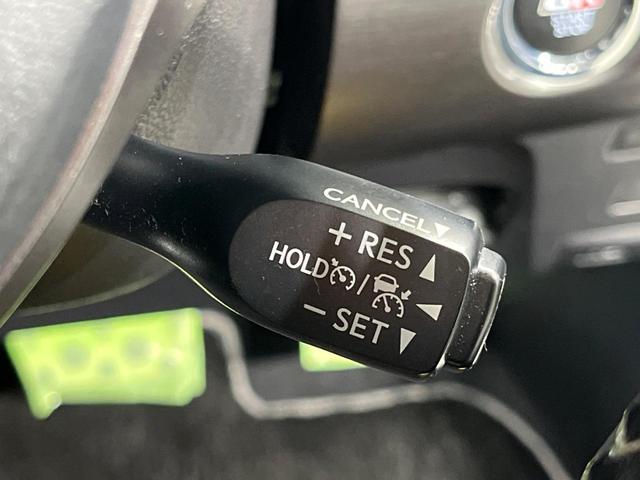 CANCEL▼
+ RES ▲
HOLD / ◀
− SET ▼